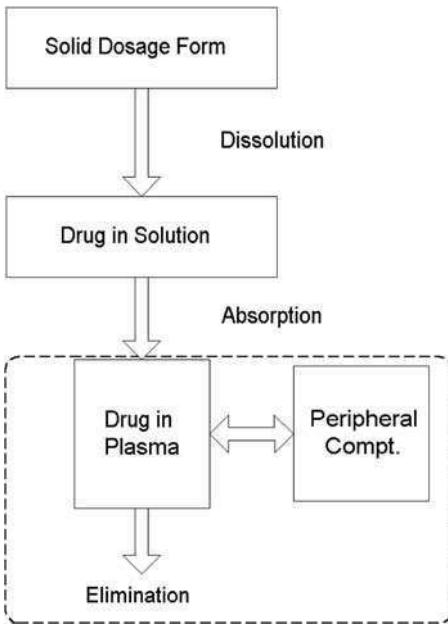 Solid Dosage Form
Dissolution
Drug in Solution
Absorption
Drug in
Plasma
Peripheral
Compt.
Elimination